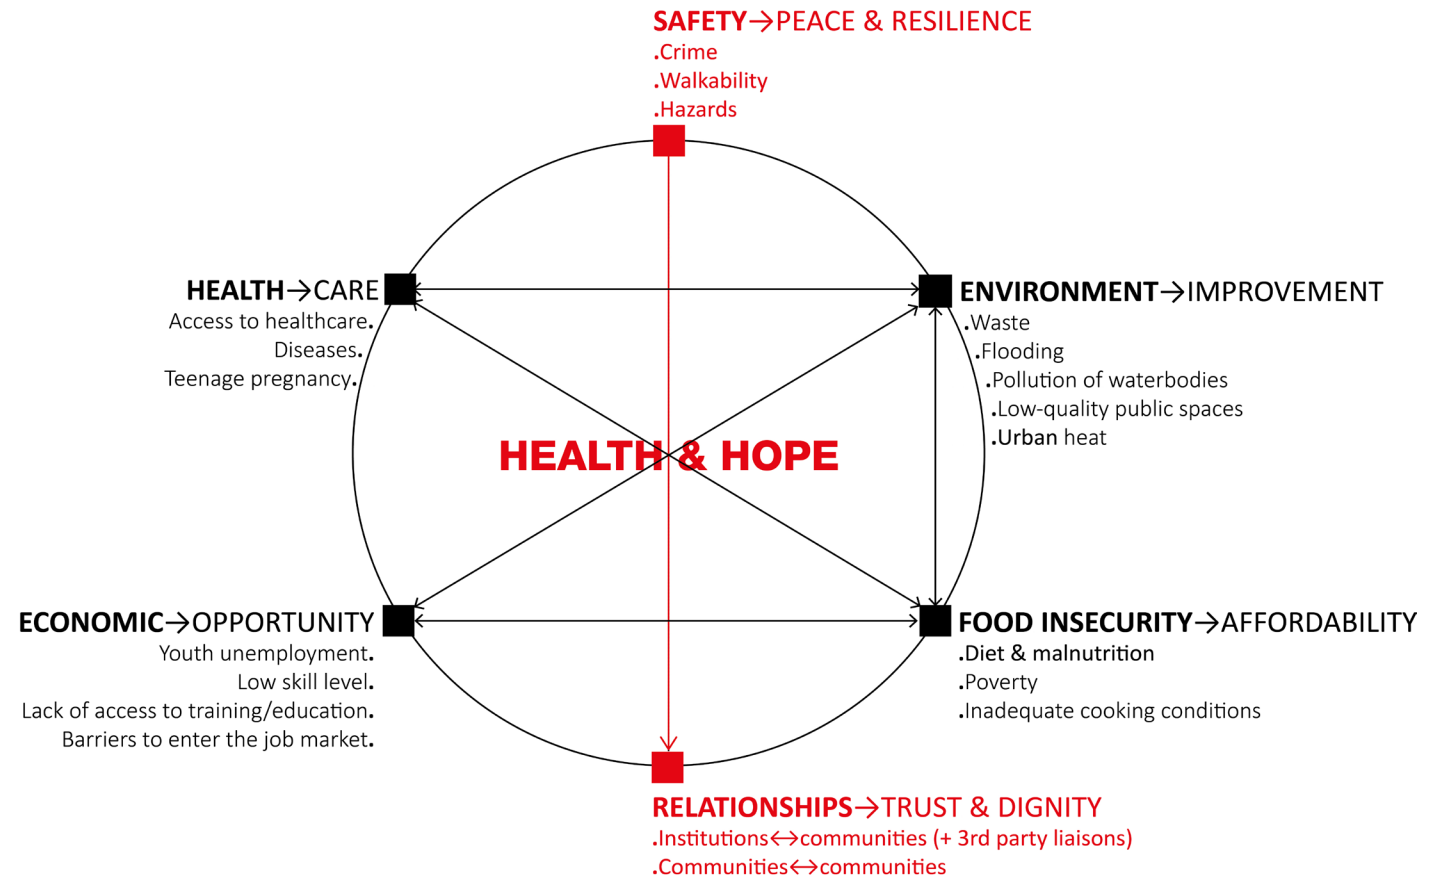 SAFETY→PEACE & RESILIENCE
.Crime
.Walkability
.Hazards
HEALTH→CARE
Access to healthcare.
Diseases.
Teenage pregnancy.
ENVIRONMENT→IMPROVEMENT
.Waste
.Flooding
.Pollution of waterbodies
.Low-quality public spaces
.Urban heat
HEALTH & HOPE
ECONOMIC→OPPORTUNITY
Youth unemployment.
Low skill level.
Lack of access to training/education.
Barriers to enter the job market.
FOOD INSECURITY→AFFORDABILITY
.Diet & malnutrition
.Poverty
.Inadequate cooking conditions
RELATIONSHIPS→TRUST & DIGNITY
.Institutions↔communities (+ 3rd party liaisons)
.Communities↔communities